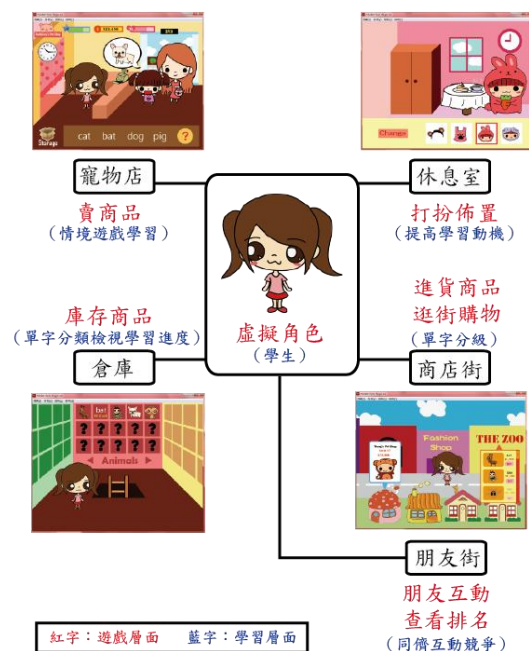 Storage
cat bat dog pig ?
寵物店
賣商品
(情境遊戲學習)
Change
休息室
打扮佈置
(提高學習動機)
虛擬角色
(學生)
庫存商品
(單字分類檢視學習進度)
倉庫
bat
? ? ? ? ?
? ? ? ? ?
Animals
進貨商品
逛街購物
(單字分級)
商店街
Fashion
Shop
THE ZOO
朋友街
朋友互動
查看排名
(同儕互動競爭)
紅字：遊戲層面 藍字：學習層面